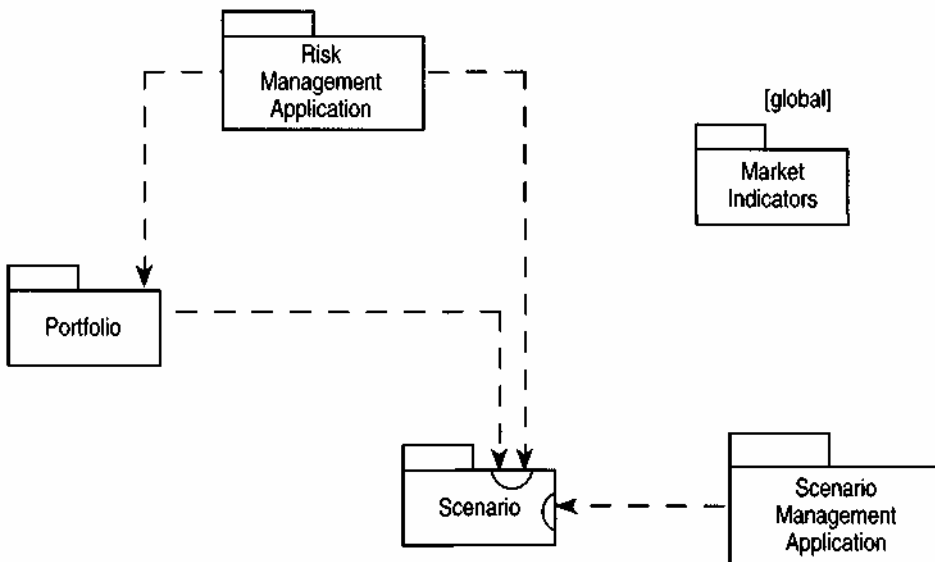 Risk
Management
Application
[global]
Market
Indicators
Portfolio
Scenario
Scenario
Management
Application